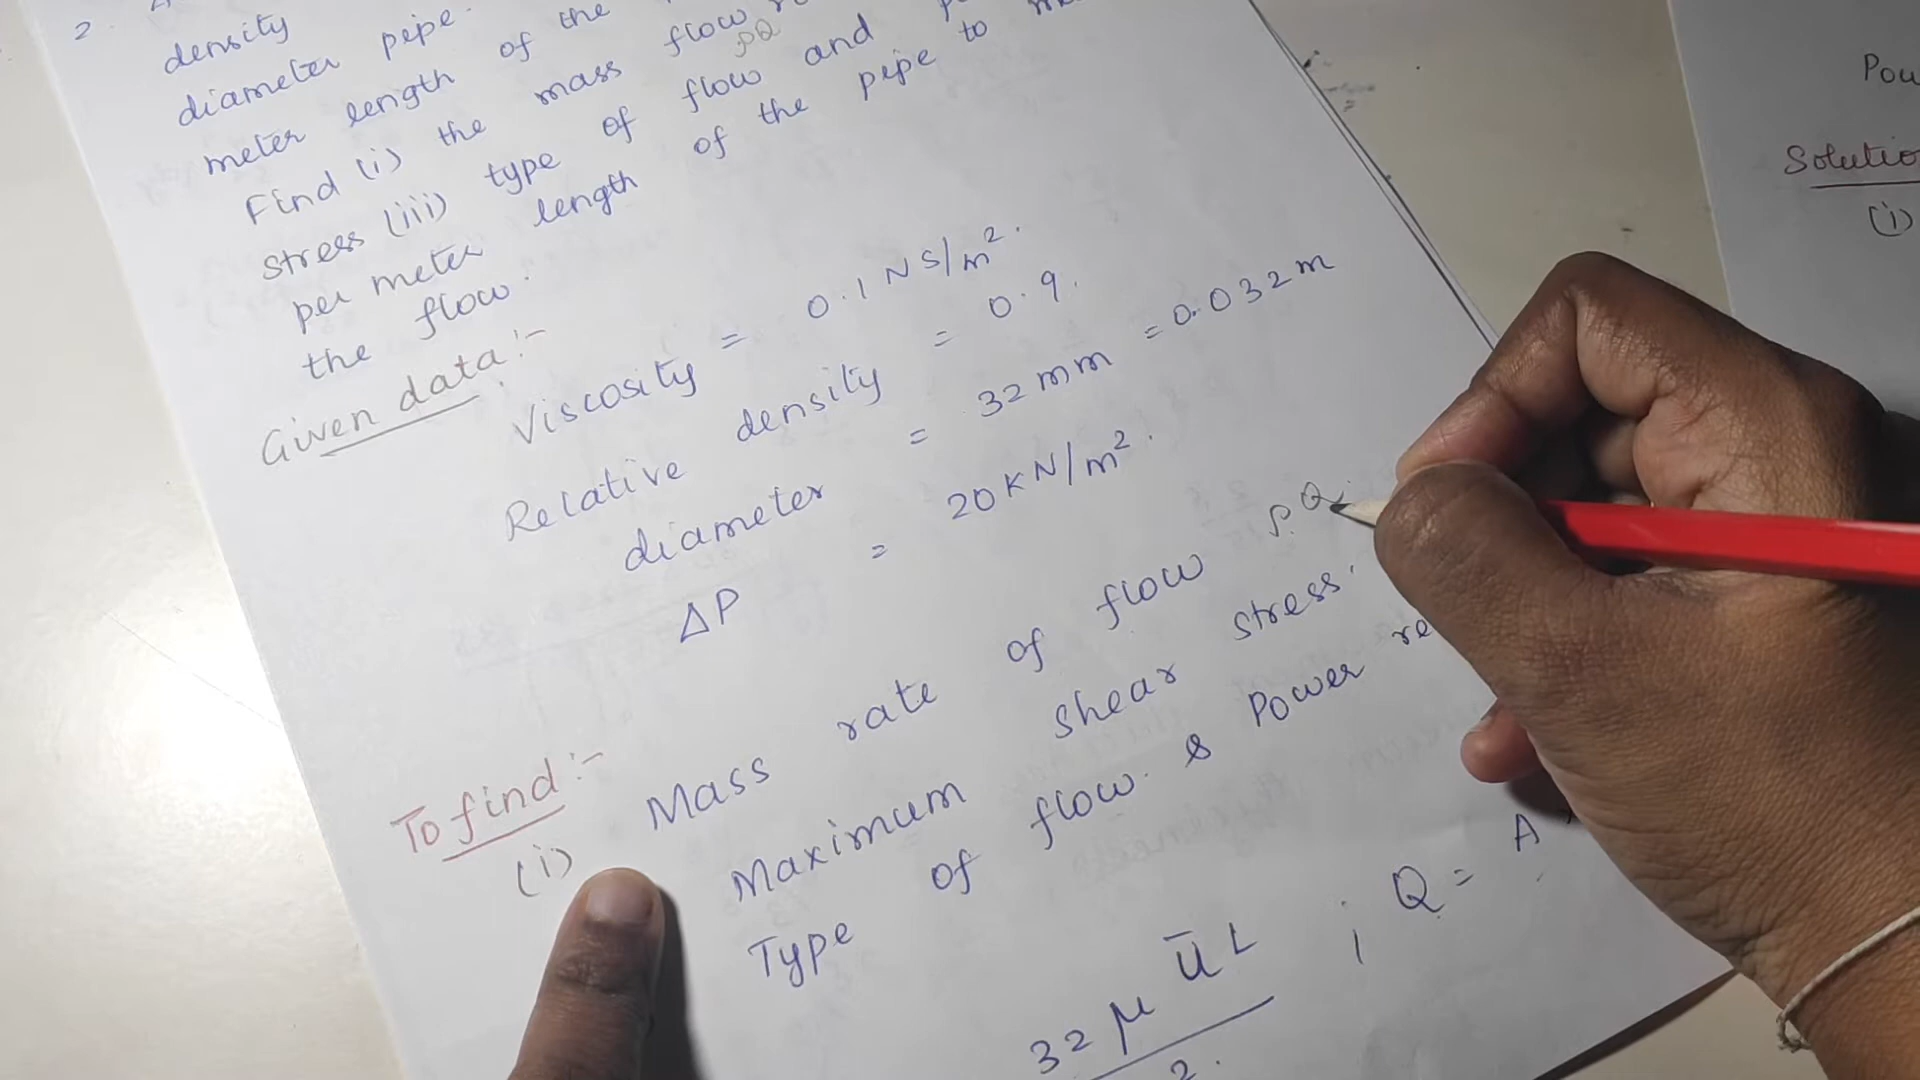 2.
density
diameter pipe.
meter length of the
Find (i) the mass flow
ρQ
stress (iii) type of flow and
per meter length of the pipe to
the flow.
Given data:-
Viscosity = 0.1 NS/m².
Relative density = 0.9.
diameter = 32 mm = 0.032 m
ΔP = 20 KN/m².
To find:-
(i) Mass rate of flow ρ.Q
Maximum shear stress.
Type of flow. & Power re
32 μ ū L ; Q = A
2.
Pow
Solutio
(i)